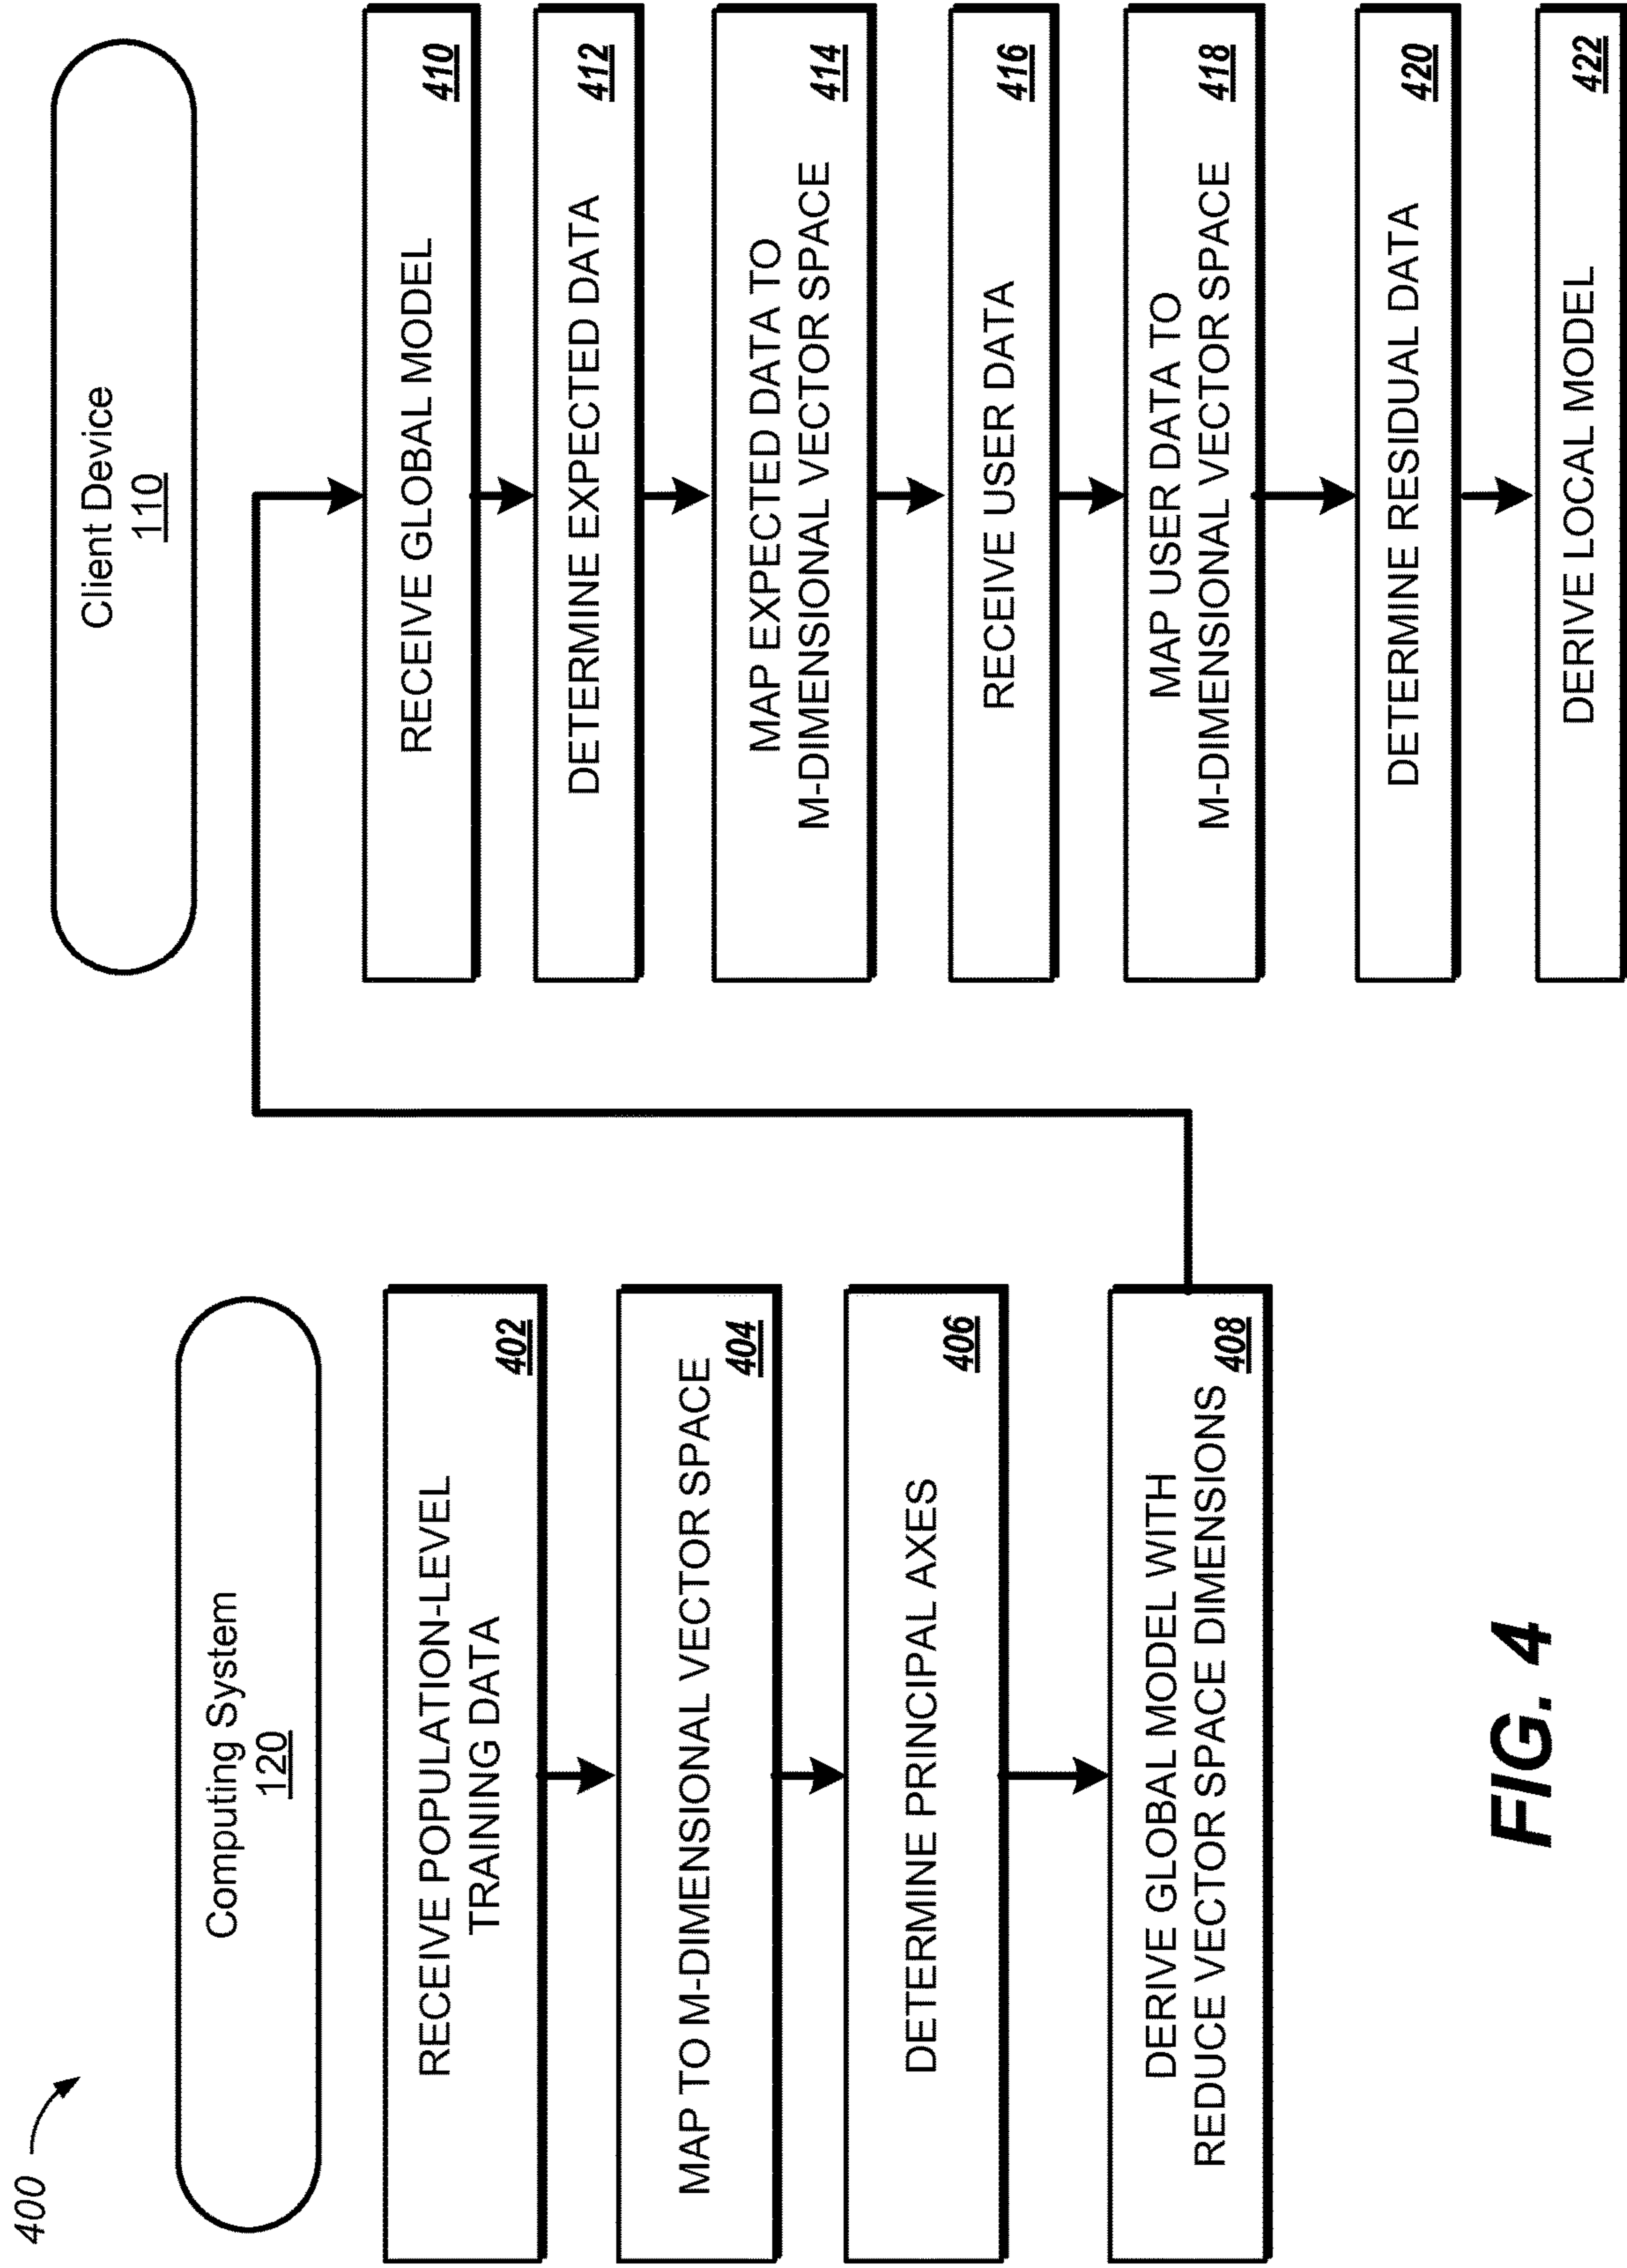 400
Computing System
120
RECEIVE POPULATION-LEVEL
TRAINING DATA
402
MAP TO M-DIMENSIONAL VECTOR SPACE
404
DETERMINE PRINCIPAL AXES
406
DERIVE GLOBAL MODEL WITH
REDUCE VECTOR SPACE DIMENSIONS
408
Client Device
110
RECEIVE GLOBAL MODEL
410
DETERMINE EXPECTED DATA
412
MAP EXPECTED DATA TO
M-DIMENSIONAL VECTOR SPACE
414
RECEIVE USER DATA
416
MAP USER DATA TO
M-DIMENSIONAL VECTOR SPACE
418
DETERMINE RESIDUAL DATA
420
DERIVE LOCAL MODEL
422
FIG. 4